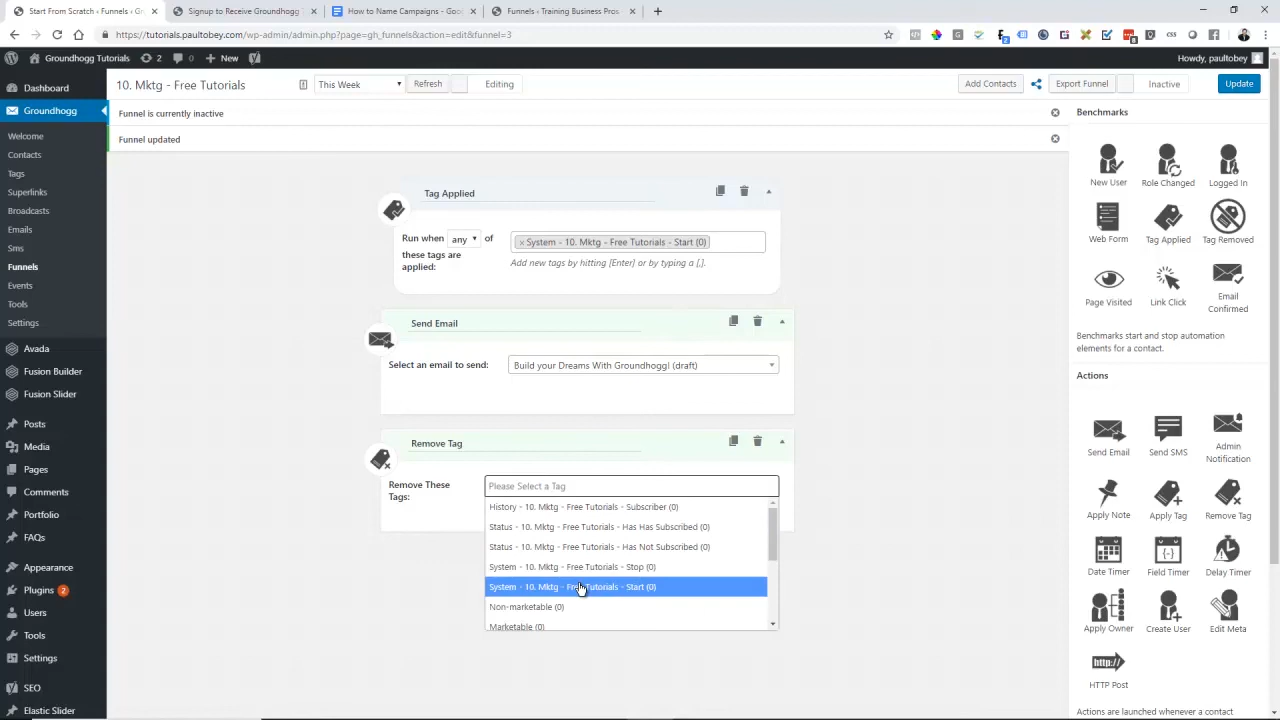 Start From Scratch ‹ Funnels ‹ Gr
Signup to Receive Groundhogg T
How to Name Campaigns - Goo
Funnels ‹ Training Business Pro
https://tutorials.paultobey.com/wp-admin/admin.php?page=gh_funnels&action=edit&funnel=3
Groundhogg Tutorials
2
0
+ New
Howdy, paultobey
Dashboard
Groundhogg
Welcome
Contacts
Tags
Superlinks
Broadcasts
Emails
Sms
Funnels
Events
Tools
Settings
Avada
Fusion Builder
Fusion Slider
Posts
Media
Pages
Comments
Portfolio
FAQs
Appearance
Plugins 2
Users
Tools
Settings
SEO
Elastic Slider
10. Mktg - Free Tutorials
This Week
Refresh
Editing
Add Contacts
Export Funnel
Inactive
Update
Funnel is currently inactive
Funnel updated
Tag Applied
Run when any of
these tags are
applied:
× System - 10. Mktg - Free Tutorials - Start (0)
Add new tags by hitting [Enter] or by typing a [,].
Send Email
Select an email to send:
Build your Dreams With Groundhogg! (draft)
Remove Tag
Remove These
Tags:
Please Select a Tag
History - 10. Mktg - Free Tutorials - Subscriber (0)
Status - 10. Mktg - Free Tutorials - Has Has Subscribed (0)
Status - 10. Mktg - Free Tutorials - Has Not Subscribed (0)
System - 10. Mktg - Free Tutorials - Stop (0)
System - 10. Mktg - Free Tutorials - Start (0)
Non-marketable (0)
Marketable (0)
Benchmarks
New User
Role Changed
Logged In
Web Form
Tag Applied
Tag Removed
Page Visited
Link Click
Email
Confirmed
Benchmarks start and stop automation
elements for a contact.
Actions
Send Email
Send SMS
Admin
Notification
Apply Note
Apply Tag
Remove Tag
Date Timer
Field Timer
Delay Timer
Apply Owner
Create User
Edit Meta
http://
HTTP Post
Actions are launched whenever a contact